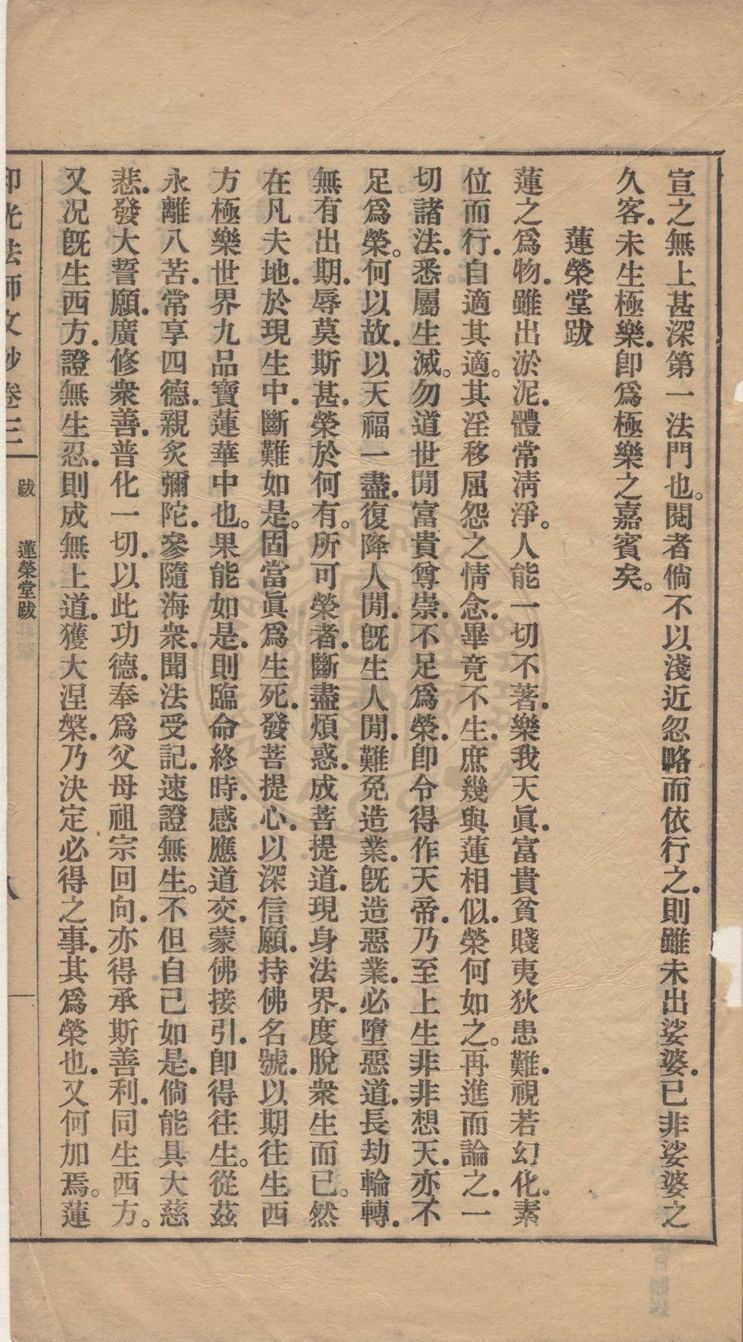 宣之無上甚深第一法門也。閱者倘不以淺近忽略而依行之。則雖未出娑婆。已非娑婆之
久客。未生極樂。卽爲極樂之嘉賓矣。
蓮榮堂跋
蓮之爲物。雖出淤泥。體常淸淨。人能一切不著。樂我天眞。富貴貧賤夷狄患難。視若幻化。素
位而行。自適其適。其淫移屈怨之情念。畢竟不生。庶幾與蓮相似。榮何如之。再進而論之。一
切諸法。悉屬生滅。勿道世閒富貴尊崇。不足爲榮。卽令得作天帝。乃至上生非非想天。亦不
足爲榮。何以故。以天福一盡。復降人閒。旣生人閒。難免造業。旣造惡業。必墮惡道。長劫輪轉。
無有出期。辱莫斯甚。榮於何有。所可榮者。斷盡煩惑。成菩提道。現身法界。度脫衆生而已。然
在凡夫地。於現生中。斷難如是。固當眞爲生死。發菩提心。以深信願。持佛名號。以期往生西
方極樂世界九品寶蓮華中也。果能如是。則臨命終時。感應道交。蒙佛接引。卽得往生。從茲
永離八苦。常享四德。親炙彌陀。參隨海衆。聞法受記。速證無生。不但自己如是。倘能具大慈
悲。發大誓願。廣修衆善。普化一切。以此功德。奉爲父母祖宗回向。亦得承斯善利。同生西方。
又況旣生西方。證無生忍。則成無上道。獲大涅槃。乃決定必得之事。其爲榮也。又何加焉。蓮
印光法師文鈔卷三 跋 蓮榮堂跋 八